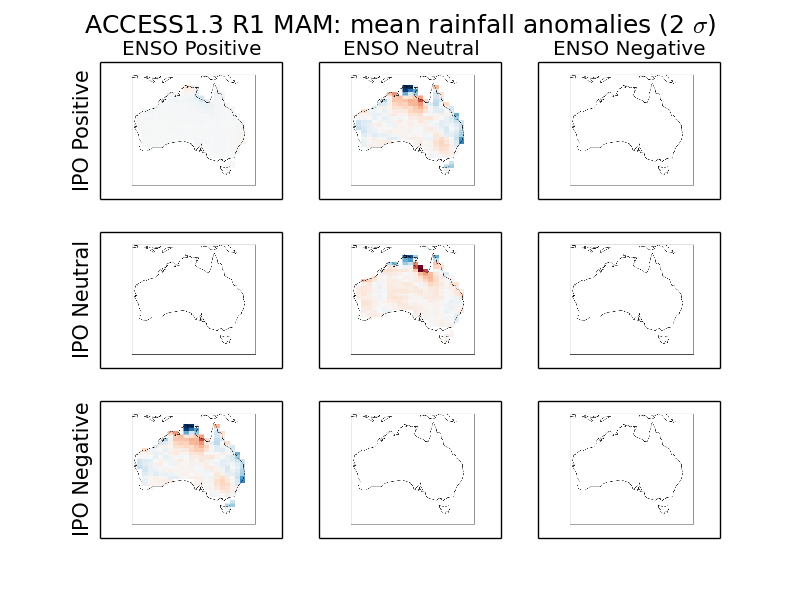 ACCESS1.3 R1 MAM: mean rainfall anomalies (2 σ)
ENSO Positive ENSO Neutral ENSO Negative
IPO Positive
IPO Neutral
IPO Negative